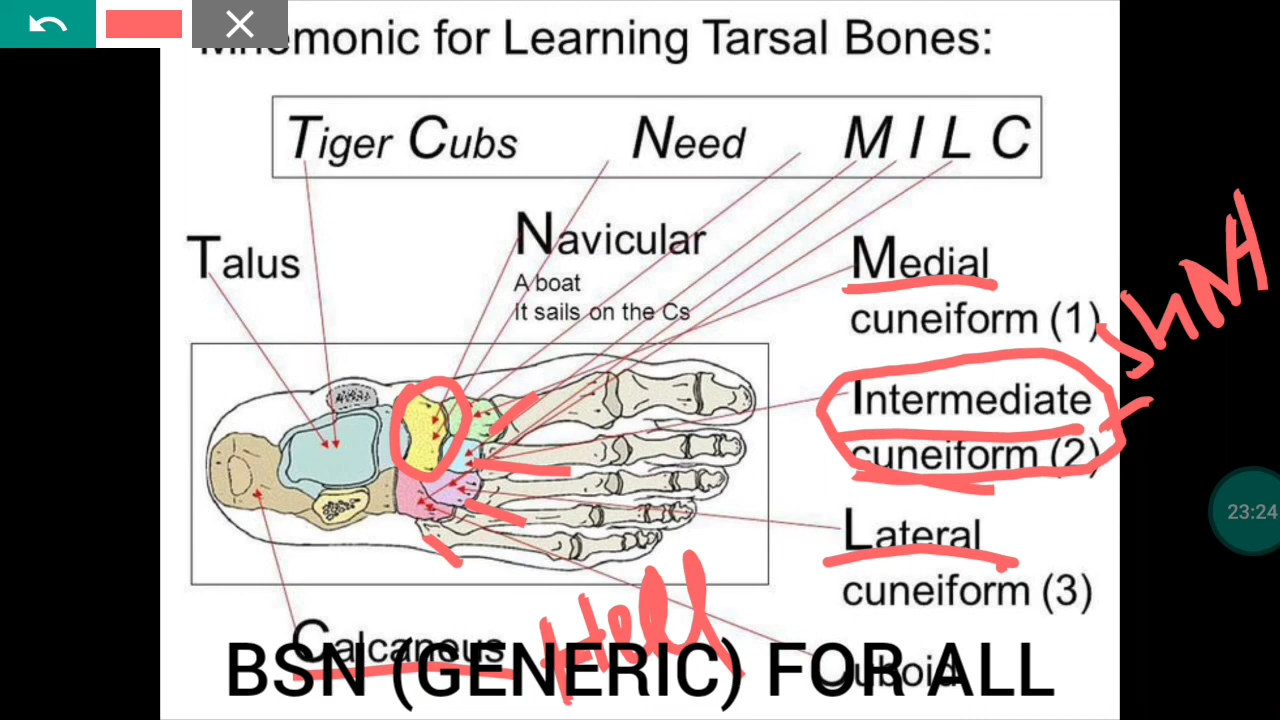 Mnemonic for Learning Tarsal Bones:
Tiger Cubs Need M I L C
Talus
Navicular
A boat
It sails on the Cs
Medial
cuneiform (1)
Intermediate
cuneiform (2)
Lateral
cuneiform (3)
Calcaneus
Heel
Cuboid
BSN (GENERIC) FOR ALL
23:24